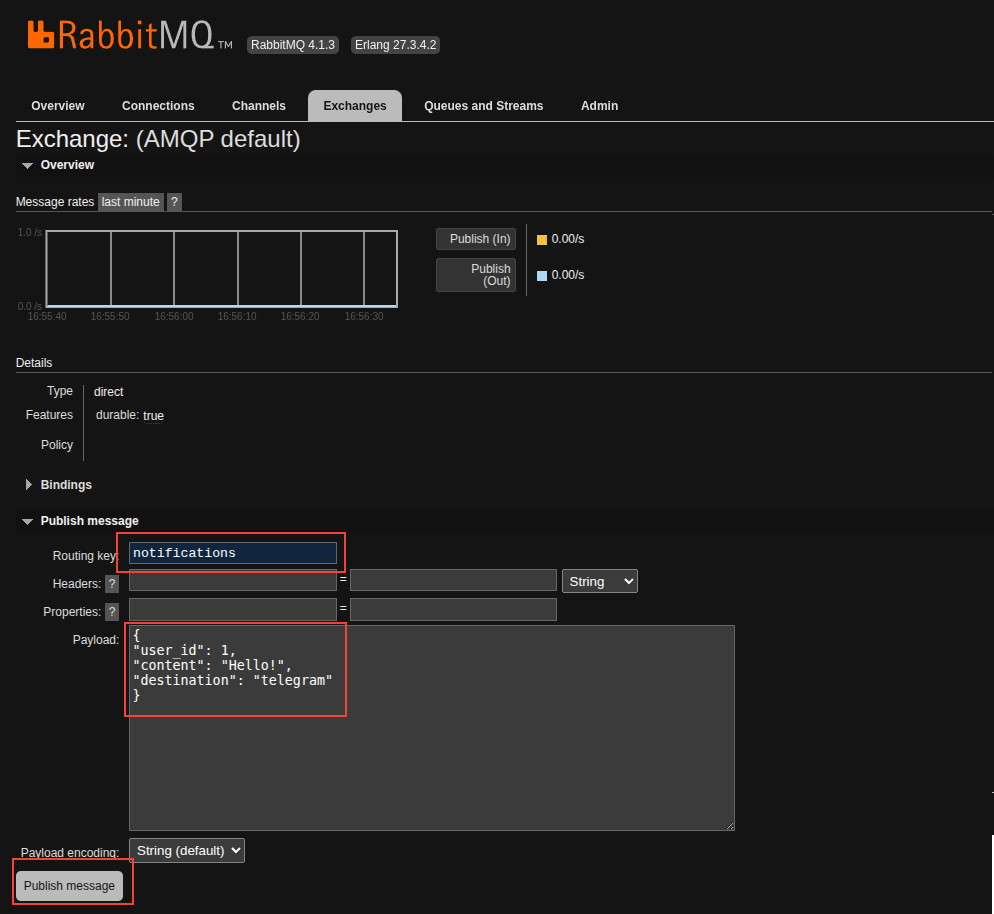 RabbitMQ TM RabbitMQ 4.1.3 Erlang 27.3.4.2
Overview Connections Channels Exchanges Queues and Streams Admin
Exchange: (AMQP default)
Overview
Message rates last minute ?
1.0 /s
0.0 /s
16:55:40 16:55:50 16:56:00 16:56:10 16:56:20 16:56:30
Publish (In) 0.00/s
Publish
(Out) 0.00/s
Details
Type direct
Features durable: true
Policy
Bindings
Publish message
Routing key: notifications
Headers: ? = String
Properties: ? =
Payload: {
"user_id": 1,
"content": "Hello!",
"destination": "telegram"
}
Payload encoding: String (default)
Publish message